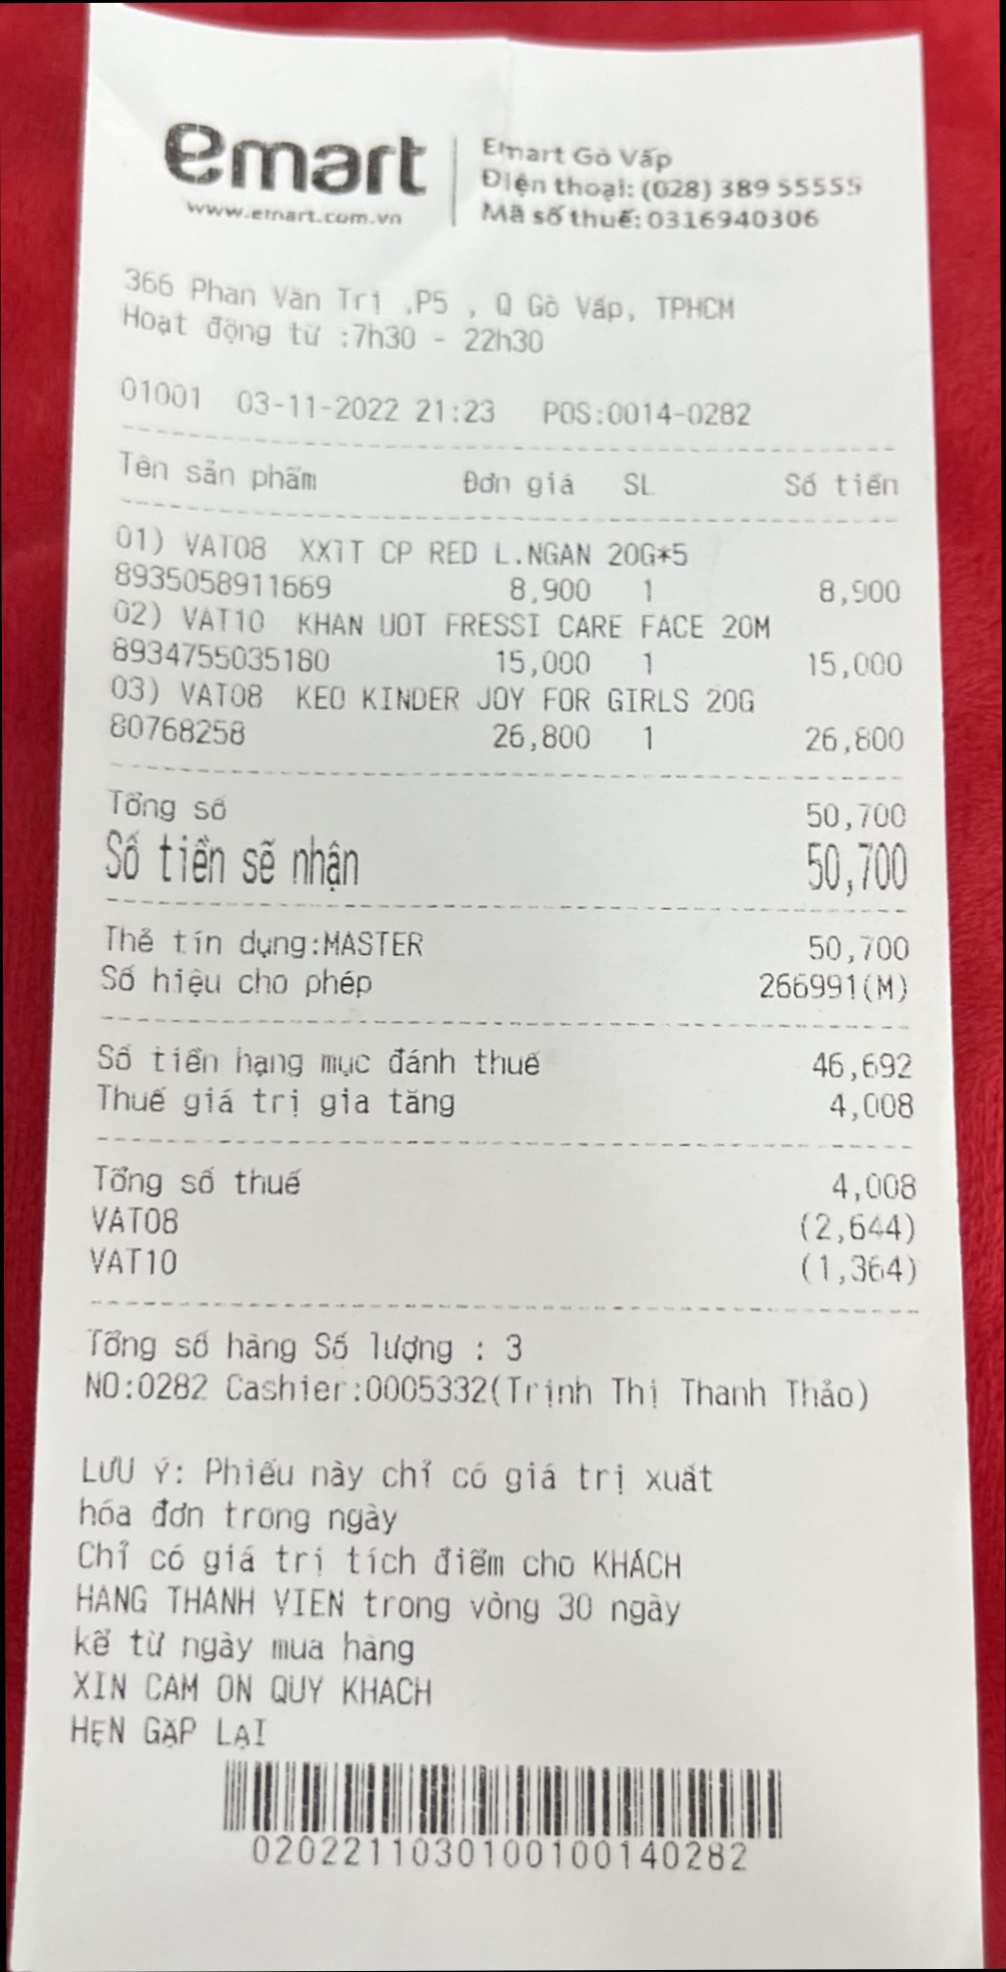 emart
www.emart.com.vn
Emart Gò Vấp
Điện thoại: (028) 389 55555
Mã số thuế: 0316940306
366 Phan Văn Trị ,P5 , Q Gò Vấp, TPHCM
Hoạt động từ :7h30 - 22h30
01001 03-11-2022 21:23 POS:0014-0282
Tên sản phẩm Đơn giá SL Số tiền
01) VAT08 XX1T CP RED L.NGAN 20G*5
8935058911669 8,900 1 8,900
02) VAT10 KHAN UOT FRESSI CARE FACE 20M
8934755035180 15,000 1 15,000
03) VAT08 KEO KINDER JOY FOR GIRLS 20G
80768258 26,800 1 26,800
Tổng số 50,700
Số tiền sẽ nhận 50,700
Thẻ tín dụng:MASTER 50,700
Số hiệu cho phép 266991(M)
Số tiền hạng mục đánh thuế 46,692
Thuế giá trị gia tăng 4,008
Tổng số thuế 4,008
VAT08 (2,644)
VAT10 (1,364)
Tổng số hàng Số lượng : 3
NO:0282 Cashier:0005332(Trịnh Thị Thanh Thảo)
LƯU Ý: Phiếu này chỉ có giá trị xuất
hóa đơn trong ngày
Chỉ có giá trị tích điểm cho KHÁCH
HANG THANH VIEN trong vòng 30 ngày
kể từ ngày mua hàng
XIN CAM ON QUY KHACH
HẸN GẶP LẠI
0202211030100100140282